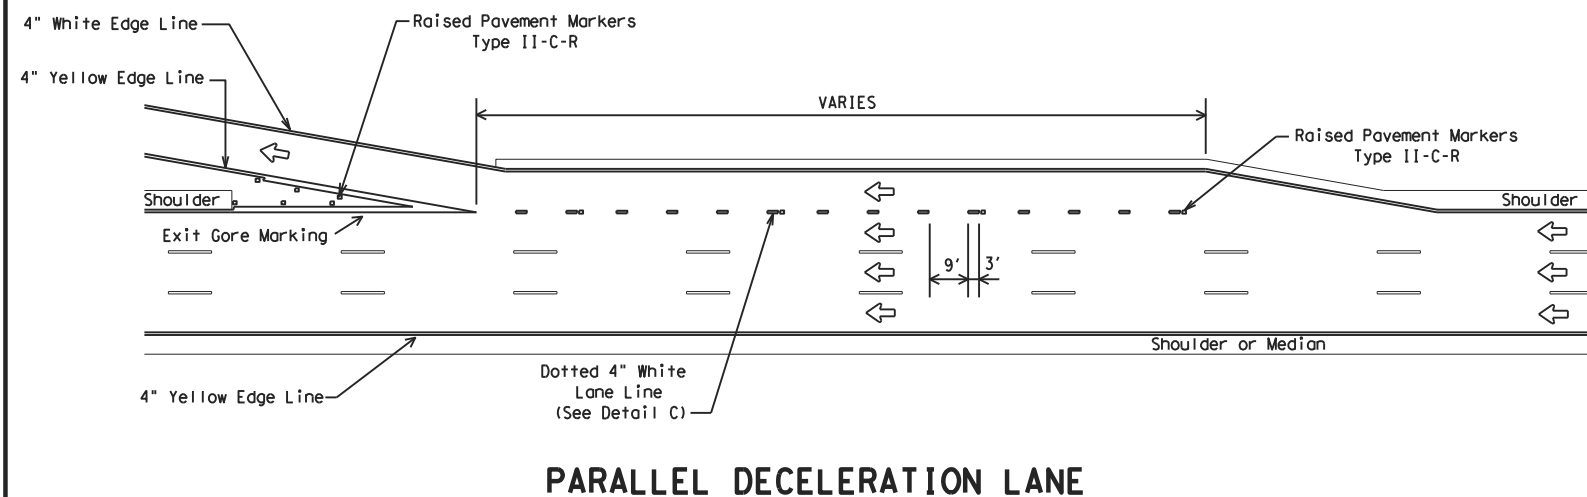 4" White Edge Line
Raised Pavement Markers
Type II-C-R
4" Yellow Edge Line
VARIES
Raised Pavement Markers
Type II-C-R
Shoulder
Shoulder
Exit Gore Marking
9'
3'
Shoulder or Median
Dotted 4" White
Lane Line
(See Detail C)
4" Yellow Edge Line
PARALLEL DECELERATION LANE